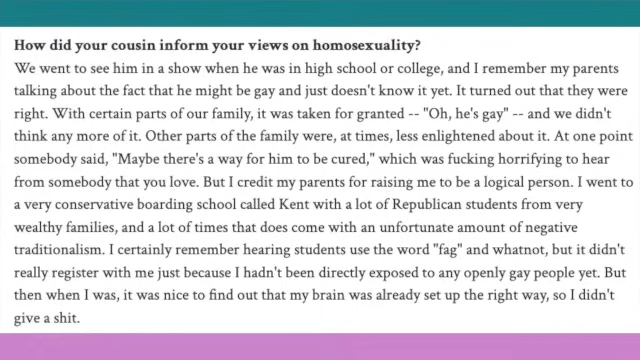 How did your cousin inform your views on homosexuality?
We went to see him in a show when he was in high school or college, and I remember my parents
talking about the fact that he might be gay and just doesn't know it yet. It turned out that they were
right. With certain parts of our family, it was taken for granted -- "Oh, he's gay" -- and we didn't
think any more of it. Other parts of the family were, at times, less enlightened about it. At one point
somebody said, "Maybe there's a way for him to be cured," which was fucking horrifying to hear
from somebody that you love. But I credit my parents for raising me to be a logical person. I went to
a very conservative boarding school called Kent with a lot of Republican students from very
wealthy families, and a lot of times that does come with an unfortunate amount of negative
traditionalism. I certainly remember hearing students use the word "fag" and whatnot, but it didn't
really register with me just because I hadn't been directly exposed to any openly gay people yet. But
then when I was, it was nice to find out that my brain was already set up the right way, so I didn't
give a shit.